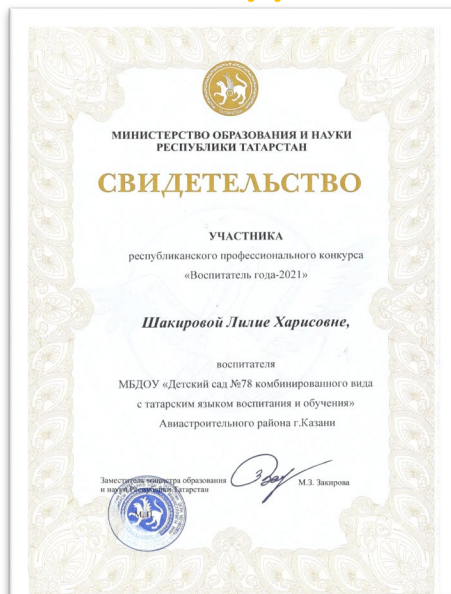 МИНИСТЕРСТВО ОБРАЗОВАНИЯ И НАУКИ
РЕСПУБЛИКИ ТАТАРСТАН
СВИДЕТЕЛЬСТВО
УЧАСТНИКА
республиканского профессионального конкурса
«Воспитатель года-2021»
Шакировой Лилие Харисовне,
воспитателя
МБДОУ «Детский сад №78 комбинированного вида
с татарским языком воспитания и обучения»
Авиастроительного района г.Казани
Заместитель министра образования
и науки Республики Татарстан
М.З. Закирова
М.П.